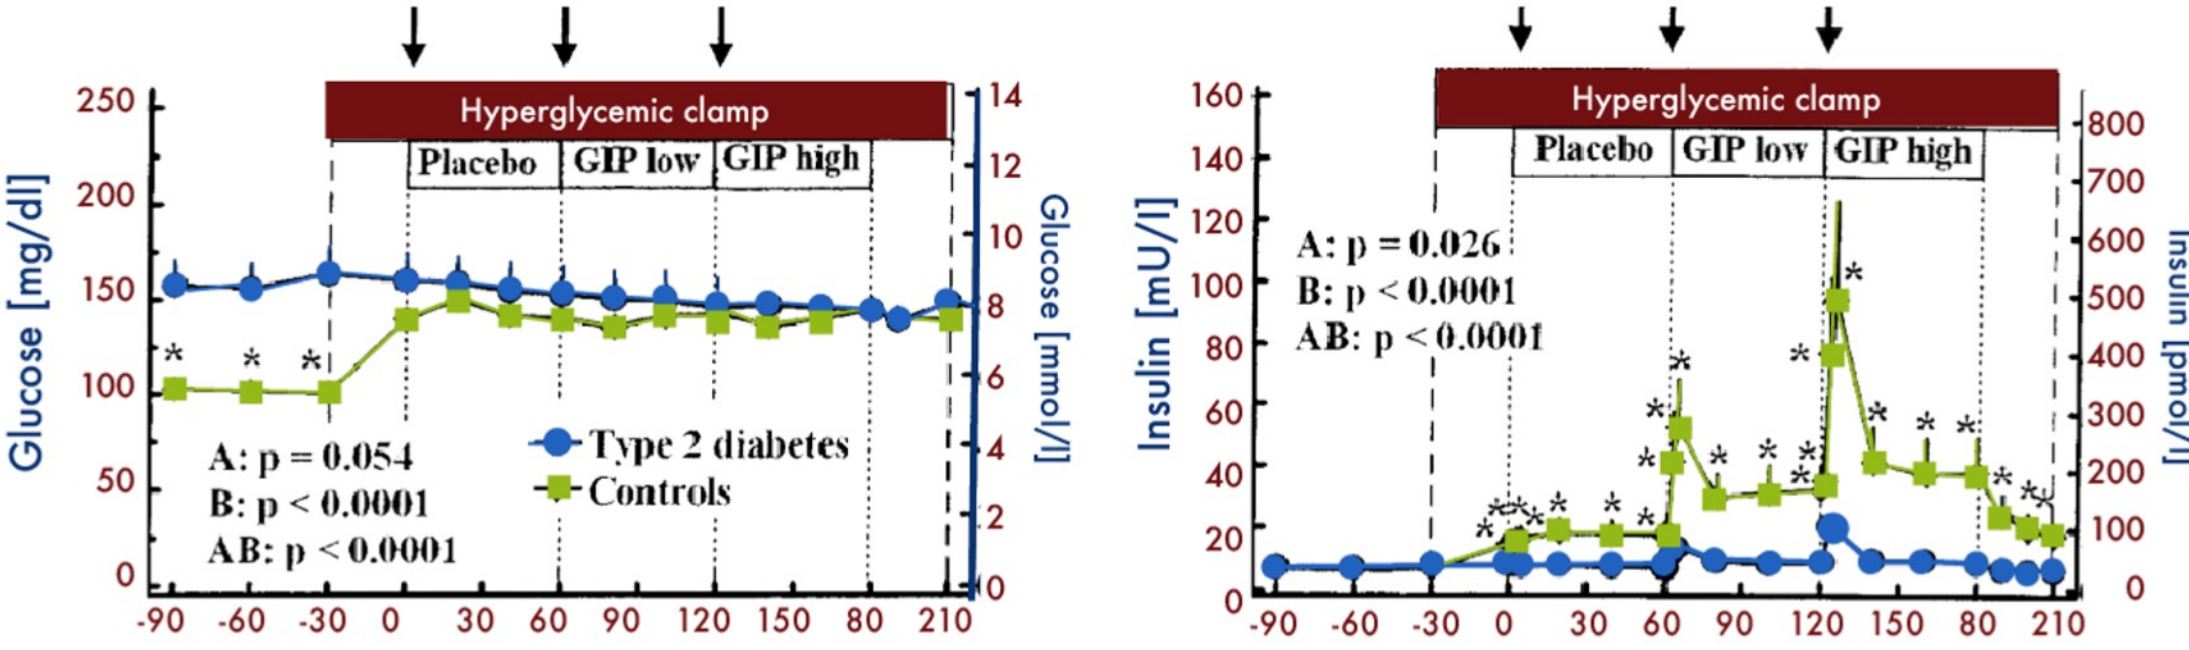 Hyperglycemic clamp
Placebo
GIP low
GIP high
Glucose [mg/dl]
250
200
150
100
50
0
14
12
10
8
6
4
2
0
Glucose [mmol/l]
*
*
*
A: p = 0.054
B: p < 0.0001
AB: p < 0.0001
Type 2 diabetes
Controls
-90
-60
-30
0
30
60
90
120
150
80
210
Hyperglycemic clamp
Placebo
GIP low
GIP high
Insulin [mU/l]
160
140
120
100
80
60
40
20
0
800
700
600
500
400
300
200
100
0
Insulin [pmol/l]
A: p = 0.026
B: p < 0.0001
AB: p < 0.0001
* * * * * * * * * * * * * * * * * * * * * * *
-90
-60
-30
0
30
60
90
120
150
80
210